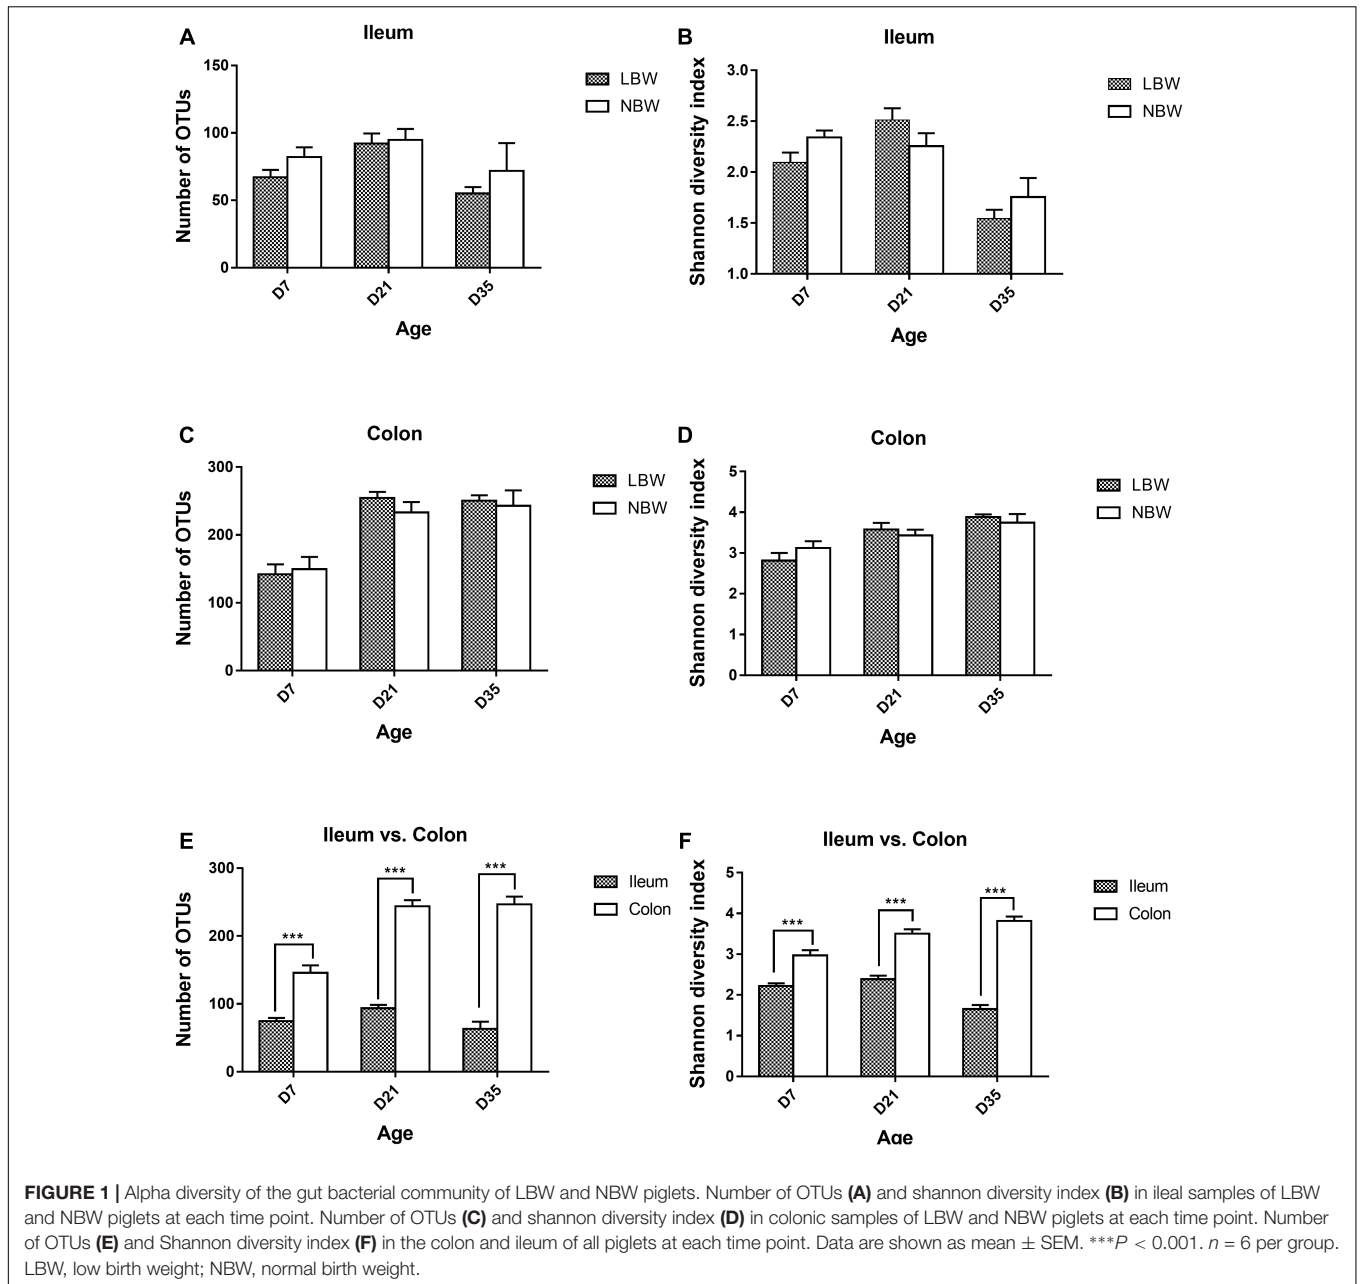 A
Ileum
150
100
50
0
Number of OTUs
D7
D21
D35
Age
LBW
NBW
B
Ileum
3.0
2.5
2.0
1.5
1.0
Shannon diversity index
D7
D21
D35
Age
LBW
NBW
C
Colon
300
200
100
0
Number of OTUs
D7
D21
D35
Age
LBW
NBW
D
Colon
5
4
3
2
1
0
Shannon diversity index
D7
D21
D35
Age
LBW
NBW
E
Ileum vs. Colon
300
200
100
0
Number of OTUs
***
***
***
D7
D21
D35
Age
Ileum
Colon
F
Ileum vs. Colon
5
4
3
2
1
0
Shannon diversity index
***
***
***
D7
D21
D35
Age
Ileum
Colon
FIGURE 1 | Alpha diversity of the gut bacterial community of LBW and NBW piglets. Number of OTUs (A) and shannon diversity index (B) in ileal samples of LBW
and NBW piglets at each time point. Number of OTUs (C) and shannon diversity index (D) in colonic samples of LBW and NBW piglets at each time point. Number
of OTUs (E) and Shannon diversity index (F) in the colon and ileum of all piglets at each time point. Data are shown as mean ± SEM. ***P < 0.001. n = 6 per group.
LBW, low birth weight; NBW, normal birth weight.